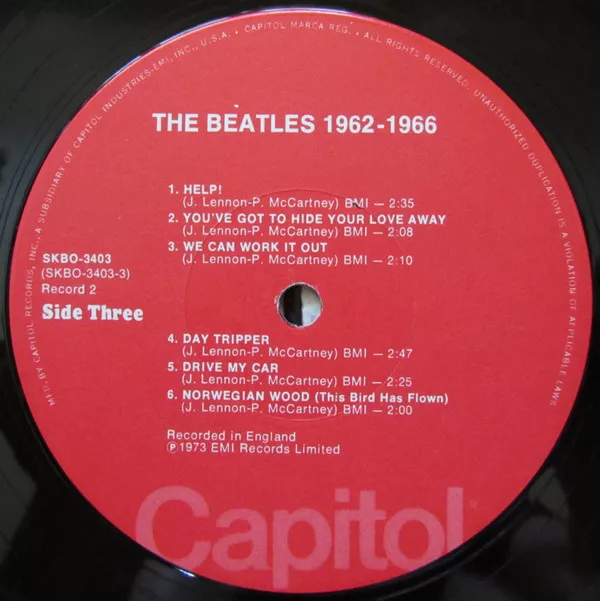 MFD. BY CAPITOL RECORDS, INC., A SUBSIDIARY OF CAPITOL INDUSTRIES-EMI, INC., U.S.A. • CAPITOL MARCA REG. • ALL RIGHTS RESERVED. UNAUTHORIZED DUPLICATION IS A VIOLATION OF APPLICABLE LAWS.
THE BEATLES 1962-1966
1. HELP!
(J. Lennon-P. McCartney) BMI — 2:35
2. YOU'VE GOT TO HIDE YOUR LOVE AWAY
(J. Lennon-P. McCartney) BMI — 2:08
3. WE CAN WORK IT OUT
(J. Lennon-P. McCartney) BMI — 2:10
SKBO-3403
(SKBO-3403-3)
Record 2
Side Three
4. DAY TRIPPER
(J. Lennon-P. McCartney) BMI — 2:47
5. DRIVE MY CAR
(J. Lennon-P. McCartney) BMI — 2:25
6. NORWEGIAN WOOD (This Bird Has Flown)
(J. Lennon-P. McCartney) BMI — 2:00
Recorded in England
℗1973 EMI Records Limited
Capitol